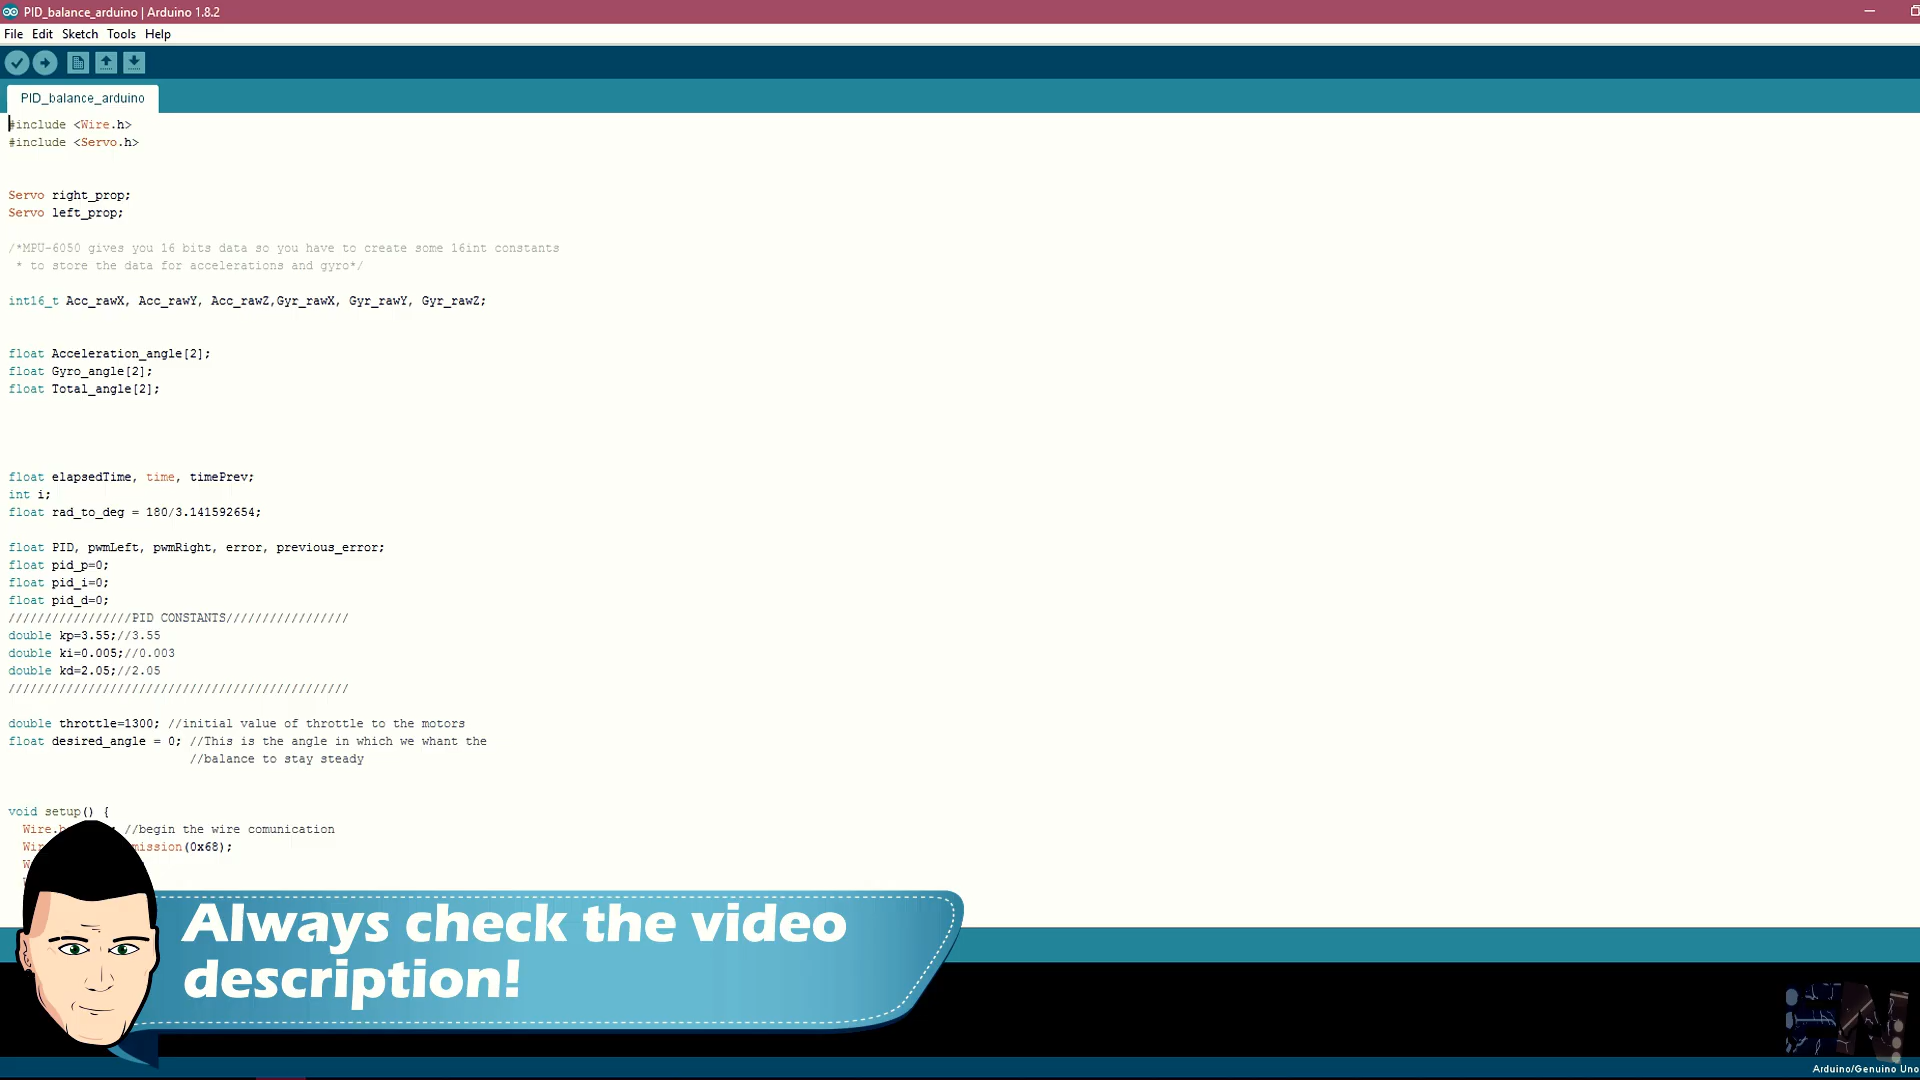 PID_balance_arduino | Arduino 1.8.2
File Edit Sketch Tools Help
PID_balance_arduino
#include <Wire.h>
#include <Servo.h>
Servo right_prop;
Servo left_prop;
/*MPU-6050 gives you 16 bits data so you have to create some 16int constants
* to store the data for accelerations and gyro*/
int16_t Acc_rawX, Acc_rawY, Acc_rawZ,Gyr_rawX, Gyr_rawY, Gyr_rawZ;
float Acceleration_angle[2];
float Gyro_angle[2];
float Total_angle[2];
float elapsedTime, time, timePrev;
int i;
float rad_to_deg = 180/3.141592654;
float PID, pwmLeft, pwmRight, error, previous_error;
float pid_p=0;
float pid_i=0;
float pid_d=0;
/////////////////PID CONSTANTS/////////////////
double kp=3.55;//3.55
double ki=0.005;//0.003
double kd=2.05;//2.05
///////////////////////////////////////////////
double throttle=1300; //initial value of throttle to the motors
float desired_angle = 0; //This is the angle in which we whant the
//balance to stay steady
void setup() {
//begin the wire comunication
mission(0x68);
Always check the video
description!
Arduino/Genuino Uno